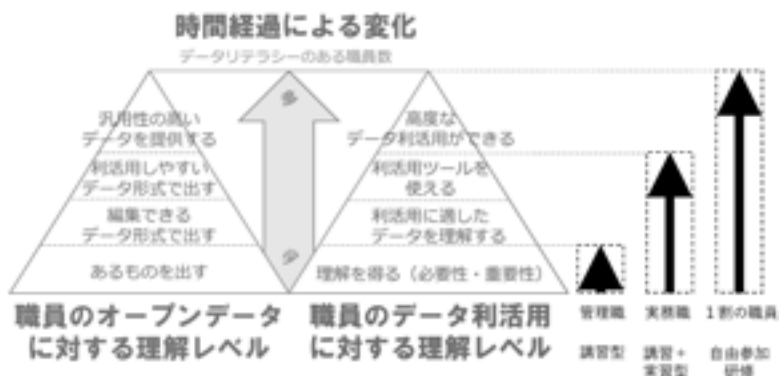 時間経過による変化
データリテラシーのある職員数
汎用性の高い
データを提供する
利活用しやすい
データ形式で出す
編集できる
データ形式で出す
あるものを出す
多
少
高度な
データ利活用ができる
利活用ツールを
使える
利活用に適した
データを理解する
理解を得る(必要性・重要性)
職員のオープンデータ
に対する理解レベル
職員のデータ利活用
に対する理解レベル
管理職
講習型
実務職
講習+
実習型
1割の職員
自由参加
研修